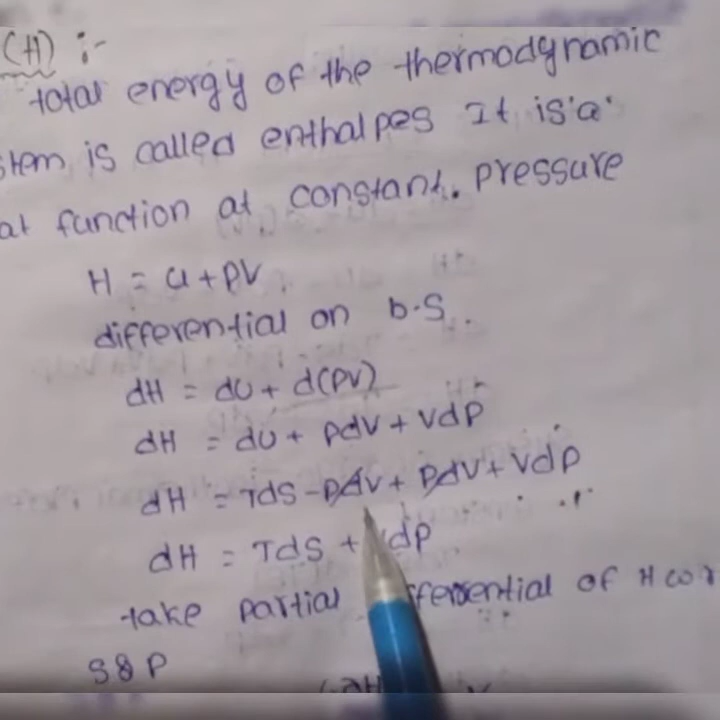 (H) :-
total energy of the thermodynamic
stem is called enthalpes It is a
at function at constant. pressure
H = U + PV
differential on b.s.
dH = dU + d(PV)
dH = dU + PdV + VdP
dH = TdS - PdV + PdV + VdP
dH = TdS + dP
take partial fferential of H w.r
S & P